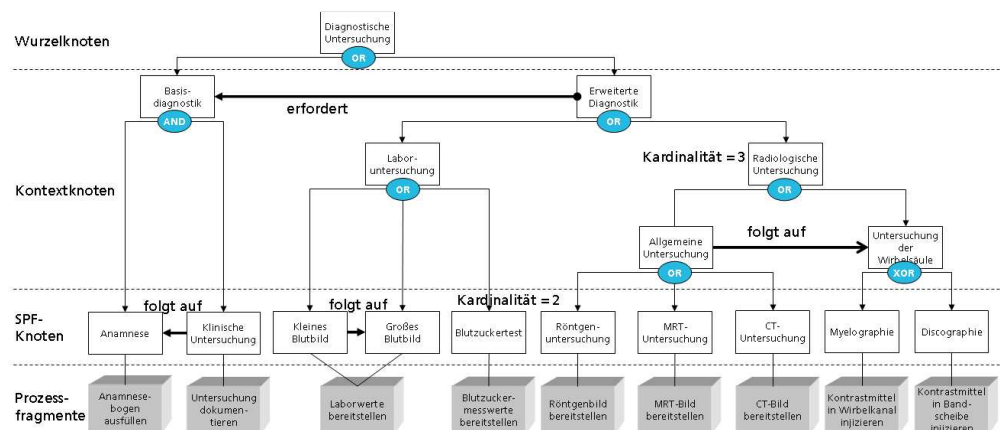 Wurzelknoten
Diagnostische
Untersuchung
OR
Basis-
diagnostik
AND
erfordert
Erweiterte
Diagnostik
OR
Kontextknoten
Labor-
untersuchung
OR
Kardinalität = 3
Radiologische
Untersuchung
OR
Allgemeine
Untersuchung
OR
folgt auf
Untersuchung
der
Wirbelsäule
XOR
SPF-
Knoten
Anamnese
folgt auf
Klinische
Untersuchung
Kleines
Blutbild
folgt auf
Großes
Blutbild
Kardinalität = 2
Blutzuckertest
Röntgen-
untersuchung
MRT-
Untersuchung
CT-
Untersuchung
Myelographie
Discographie
Prozess-
fragmente
Anamnese-
bogen
ausfüllen
Untersuchung
dokumen-
tieren
Laborwerte
bereitstellen
Blutzucker-
messwerte
bereitstellen
Röntgenbild
bereitstellen
MRT-Bild
bereitstellen
CT-Bild
bereitstellen
Kontrastmittel
in Wirbelkanal
injizieren
Kontrastmittel
in Band-
scheibe
injizieren